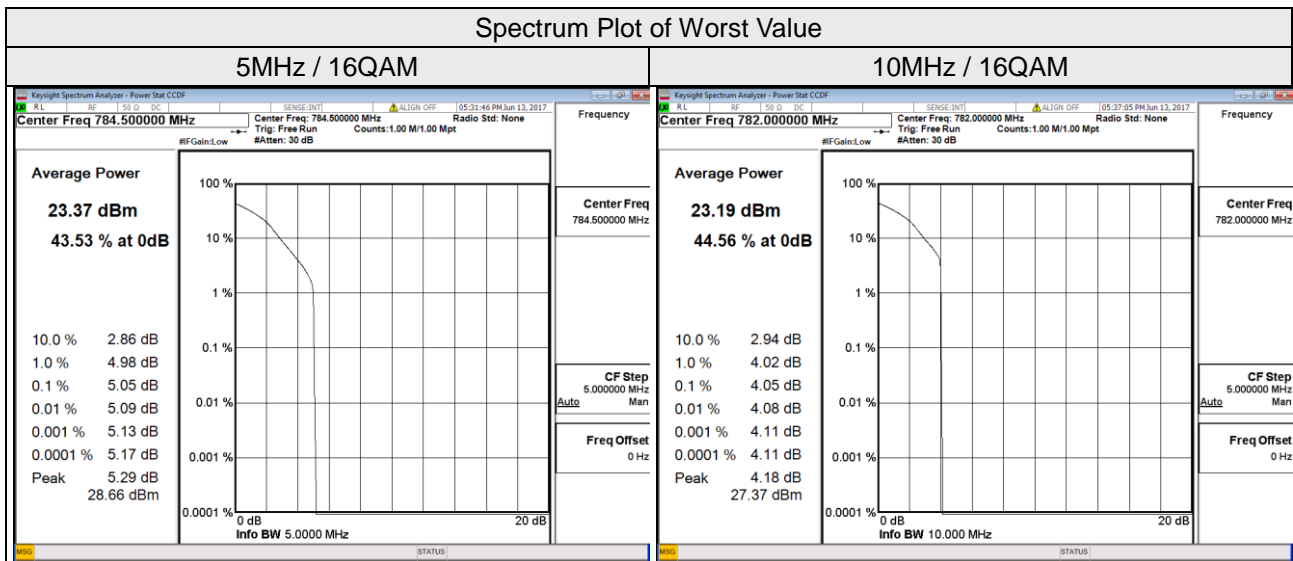 Spectrum Plot of Worst Value
5MHz / 16QAM
10MHz / 16QAM
Keysight Spectrum Analyzer - Power Stat CCDF
LXI RL RF 50 Ω DC SENSE:INT ALIGN OFF 05:31:46 PM Jun 13, 2017
Center Freq 784.500000 MHz
Center Freq: 784.500000 MHz Radio Std: None
Trig: Free Run Counts:1.00 M/1.00 Mpt
#IFGain:Low #Atten: 30 dB
Frequency
Average Power
23.37 dBm
43.53 % at 0dB
10.0 % 2.86 dB
1.0 % 4.98 dB
0.1 % 5.05 dB
0.01 % 5.09 dB
0.001 % 5.13 dB
0.0001 % 5.17 dB
Peak 5.29 dB
28.66 dBm
100 %
10 %
1 %
0.1 %
0.01 %
0.001 %
0.0001 %
0 dB 20 dB
Info BW 5.0000 MHz
Center Freq
784.500000 MHz
CF Step
5.000000 MHz
Auto Man
Freq Offset
0 Hz
MSG STATUS
Keysight Spectrum Analyzer - Power Stat CCDF
LXI RL RF 50 Ω DC SENSE:INT ALIGN OFF 05:37:05 PM Jun 13, 2017
Center Freq 782.000000 MHz
Center Freq: 782.000000 MHz Radio Std: None
Trig: Free Run Counts:1.00 M/1.00 Mpt
#IFGain:Low #Atten: 30 dB
Frequency
Average Power
23.19 dBm
44.56 % at 0dB
10.0 % 2.94 dB
1.0 % 4.02 dB
0.1 % 4.05 dB
0.01 % 4.08 dB
0.001 % 4.11 dB
0.0001 % 4.11 dB
Peak 4.18 dB
27.37 dBm
100 %
10 %
1 %
0.1 %
0.01 %
0.001 %
0.0001 %
0 dB 20 dB
Info BW 10.000 MHz
Center Freq
782.000000 MHz
CF Step
5.000000 MHz
Auto Man
Freq Offset
0 Hz
MSG STATUS